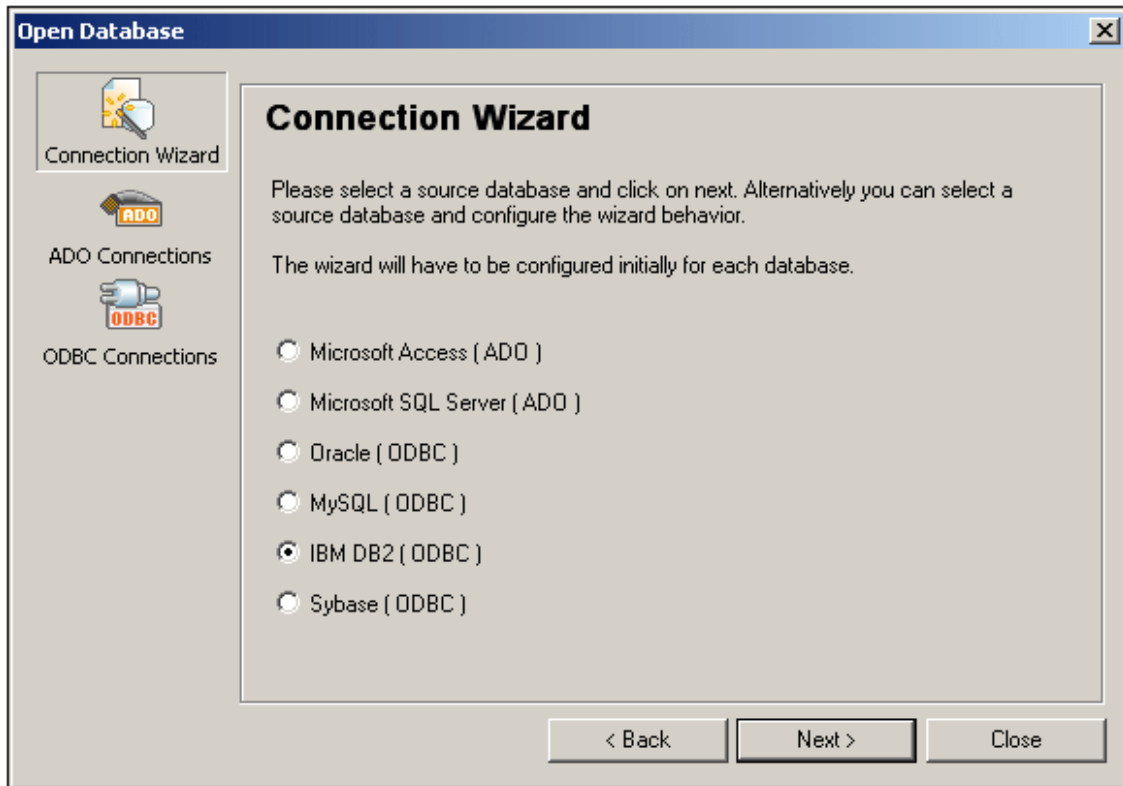 Open Database
Connection Wizard
ADO
ADO Connections
ODBC
ODBC Connections
Connection Wizard
Please select a source database and click on next. Alternatively you can select a
source database and configure the wizard behavior.
The wizard will have to be configured initially for each database.
Microsoft Access ( ADO )
Microsoft SQL Server ( ADO )
Oracle ( ODBC )
MySQL ( ODBC )
IBM DB2 ( ODBC )
Sybase ( ODBC )
< Back
Next >
Close